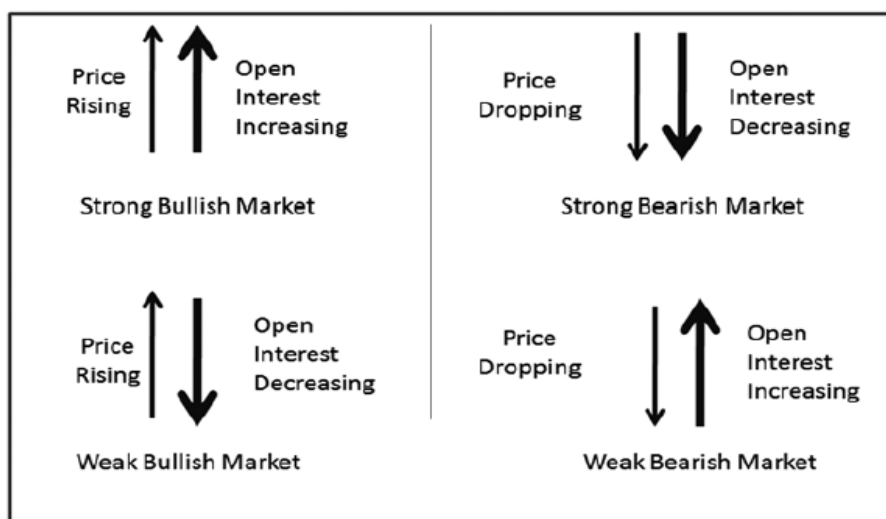 Price
Rising
Open
Interest
Increasing
Strong Bullish Market
Price
Dropping
Open
Interest
Decreasing
Strong Bearish Market
Price
Rising
Open
Interest
Decreasing
Weak Bullish Market
Price
Dropping
Open
Interest
Increasing
Weak Bearish Market